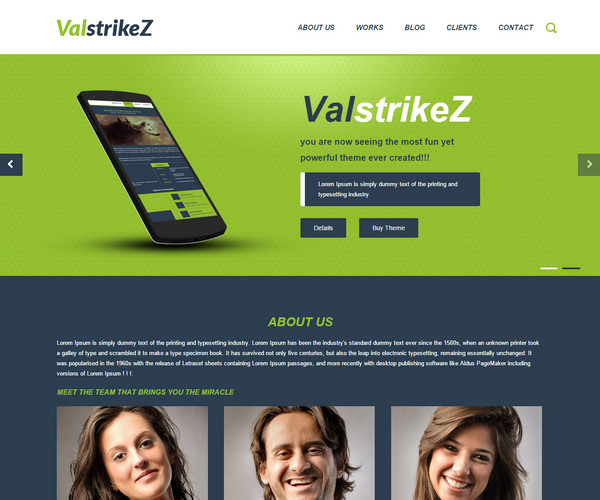 ValstrikeZ
ABOUT US WORKS BLOG CLIENTS CONTACT
ValstrikeZ
you are now seeing the most fun yet
powerful theme ever created!!!
Lorem Ipsum is simply dummy text of the printing and
typesetting industry.
Details Buy Theme
ABOUT US
Lorem Ipsum is simply dummy text of the printing and typesetting industry. Lorem Ipsum has been the industry's standard dummy text ever since the 1500s, when an unknown printer took
a galley of type and scrambled it to make a type specimen book. It has survived not only five centuries, but also the leap into electronic typesetting, remaining essentially unchanged. It
was popularised in the 1960s with the release of Letraset sheets containing Lorem Ipsum passages, and more recently with desktop publishing software like Aldus PageMaker including
versions of Lorem Ipsum ! ! !.
MEET THE TEAM THAT BRINGS YOU THE MIRACLE